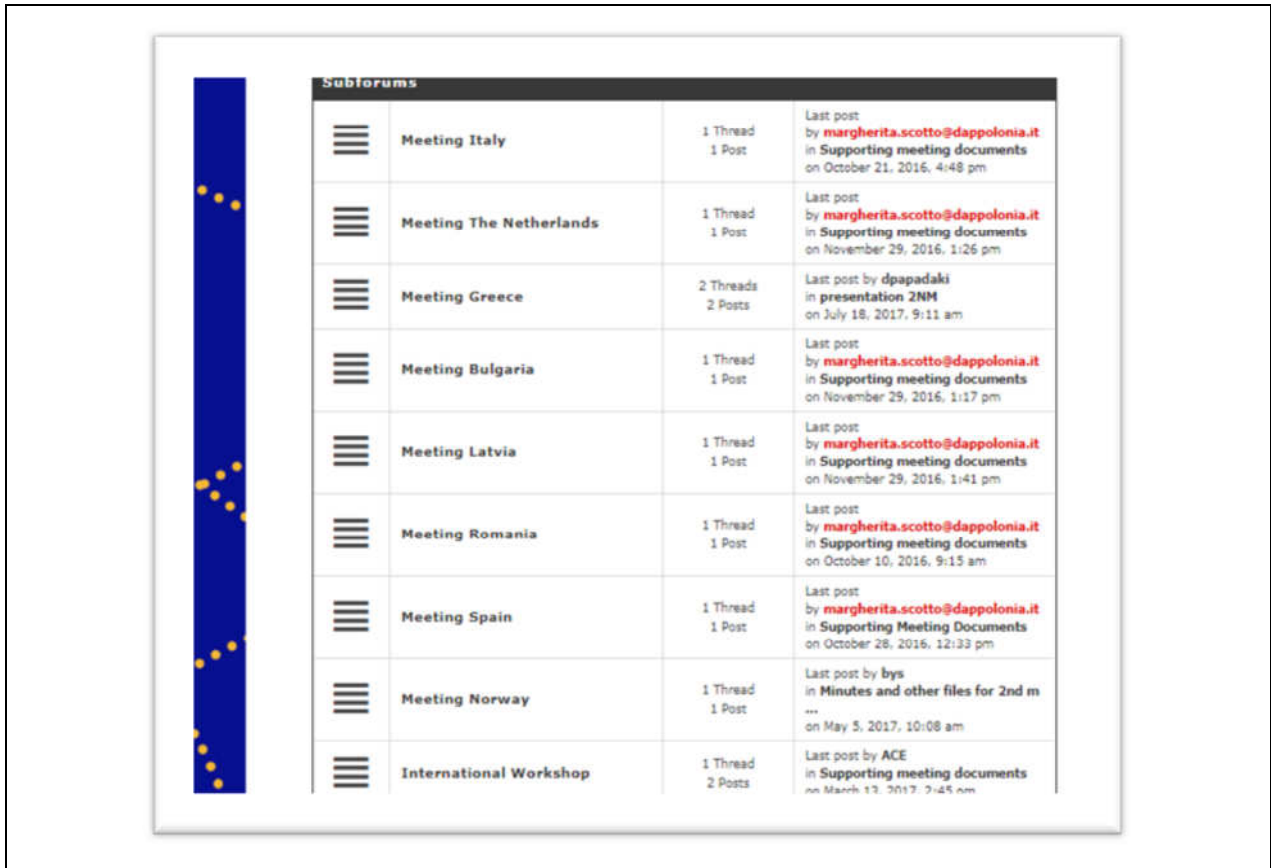 Subforums
Meeting Italy
1 Thread
1 Post
Last post
by margherita.scotto@dappolonia.it
in Supporting meeting documents
on October 21, 2016, 4:48 pm
Meeting The Netherlands
1 Thread
1 Post
Last post
by margherita.scotto@dappolonia.it
in Supporting meeting documents
on November 29, 2016, 1:26 pm
Meeting Greece
2 Threads
2 Posts
Last post by dpapadaki
in presentation 2NM
on July 18, 2017, 9:11 am
Meeting Bulgaria
1 Thread
1 Post
Last post
by margherita.scotto@dappolonia.it
in Supporting meeting documents
on November 29, 2016, 1:17 pm
Meeting Latvia
1 Thread
1 Post
Last post
by margherita.scotto@dappolonia.it
in Supporting meeting documents
on November 29, 2016, 1:41 pm
Meeting Romania
1 Thread
1 Post
Last post
by margherita.scotto@dappolonia.it
in Supporting meeting documents
on October 10, 2016, 9:15 am
Meeting Spain
1 Thread
1 Post
Last post
by margherita.scotto@dappolonia.it
in Supporting Meeting Documents
on October 28, 2016, 12:33 pm
Meeting Norway
1 Thread
1 Post
Last post by bys
in Minutes and other files for 2nd m
...
on May 5, 2017, 10:08 am
International Workshop
1 Thread
2 Posts
Last post by ACE
in Supporting meeting documents
on March 13, 2017, 2:45 pm